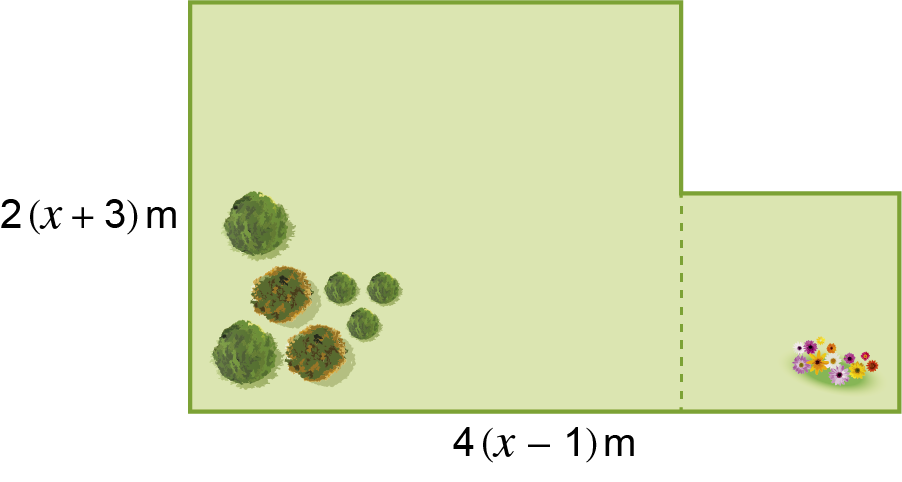 2(x + 3) m
4(x − 1) m